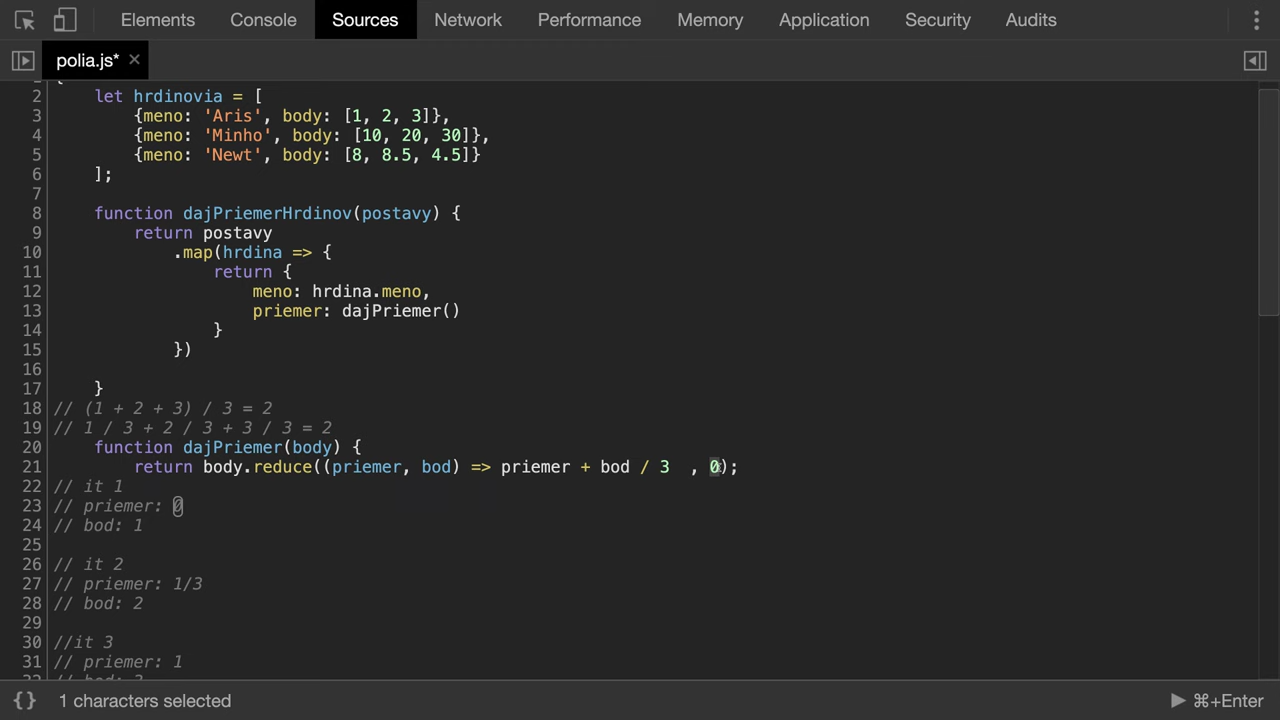 Elements Console Sources Network Performance Memory Application Security Audits
polia.js*
2 let hrdinovia = [
3 {meno: 'Aris', body: [1, 2, 3]},
4 {meno: 'Minho', body: [10, 20, 30]},
5 {meno: 'Newt', body: [8, 8.5, 4.5]}
6 ];
7
8 function dajPriemerHrdinov(postavy) {
9 return postavy
10 .map(hrdina => {
11 return {
12 meno: hrdina.meno,
13 priemer: dajPriemer()
14 }
15 })
16
17 }
18 // (1 + 2 + 3) / 3 = 2
19 // 1 / 3 + 2 / 3 + 3 / 3 = 2
20 function dajPriemer(body) {
21 return body.reduce((priemer, bod) => priemer + bod / 3 , 0);
22 // it 1
23 // priemer: 0
24 // bod: 1
25
26 // it 2
27 // priemer: 1/3
28 // bod: 2
29
30 //it 3
31 // priemer: 1
{} 1 characters selected ⌘+Enter